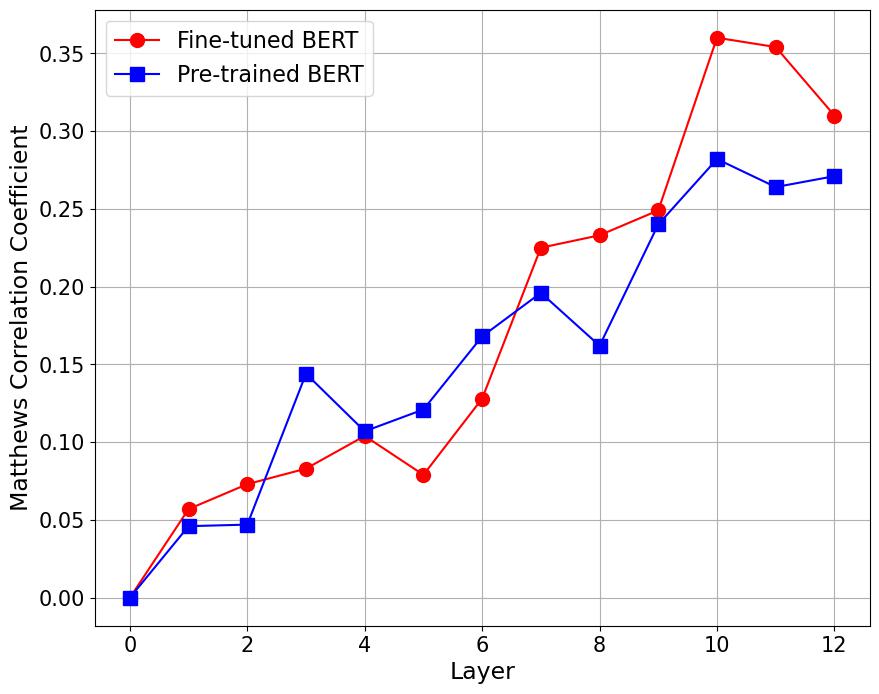 Fine-tuned BERT
Pre-trained BERT
Matthews Correlation Coefficient
0.35
0.30
0.25
0.20
0.15
0.10
0.05
0.00
0 2 4 6 8 10 12
Layer